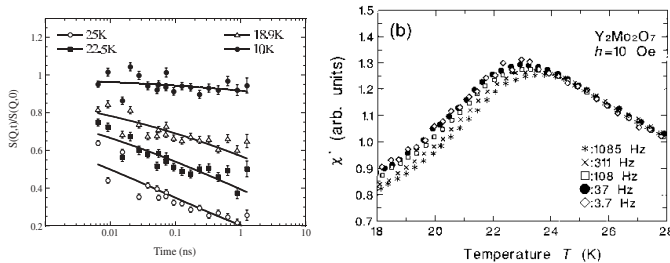 25K
22.5K
18.9K
10K
S(Q,t)/S(Q,0)
1.2
1
0.8
0.6
0.4
0.2
0.01
0.1
1
10
Time (ns)
(b)
Y2Mo2O7
h=10 Oe
χ' (arb. units)
1.5
1.4
1.3
1.2
1.1
1.0
0.9
0.8
0.7
0.5
*:1085 Hz
×:311 Hz
□:108 Hz
●:37 Hz
◇:3.7 Hz
18
20
22
24
26
28
Temperature T (K)